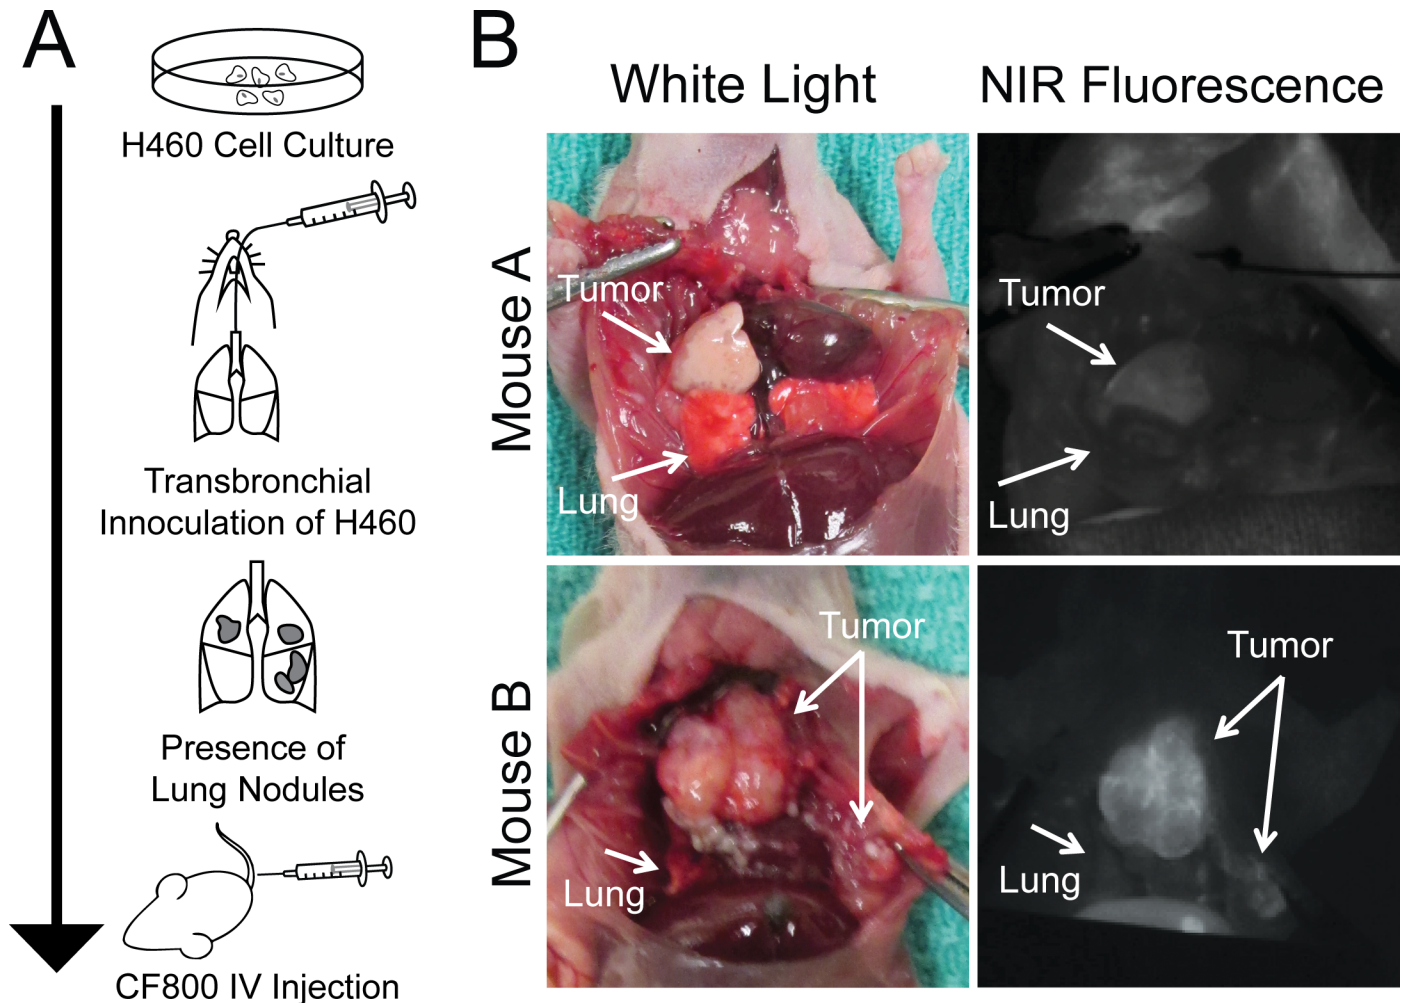 A
H460 Cell Culture
Transbronchial
Innoculation of H460
Presence of
Lung Nodules
CF800 IV Injection
B
White Light
NIR Fluorescence
Mouse A
Tumor
Lung
Tumor
Lung
Mouse B
Tumor
Lung
Tumor
Lung